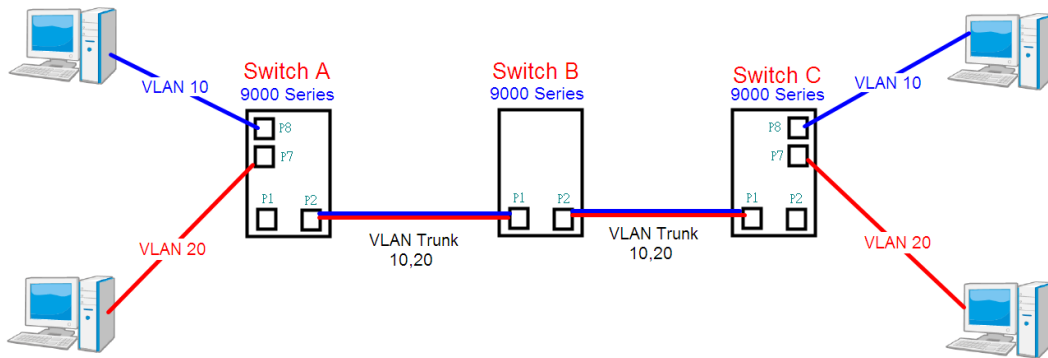 Switch A
9000 Series
Switch B
9000 Series
Switch C
9000 Series
VLAN 10
VLAN 10
P8
P7
P1
P2
P1
P2
P8
P7
P1
P2
VLAN 20
VLAN 20
VLAN Trunk
10,20
VLAN Trunk
10,20